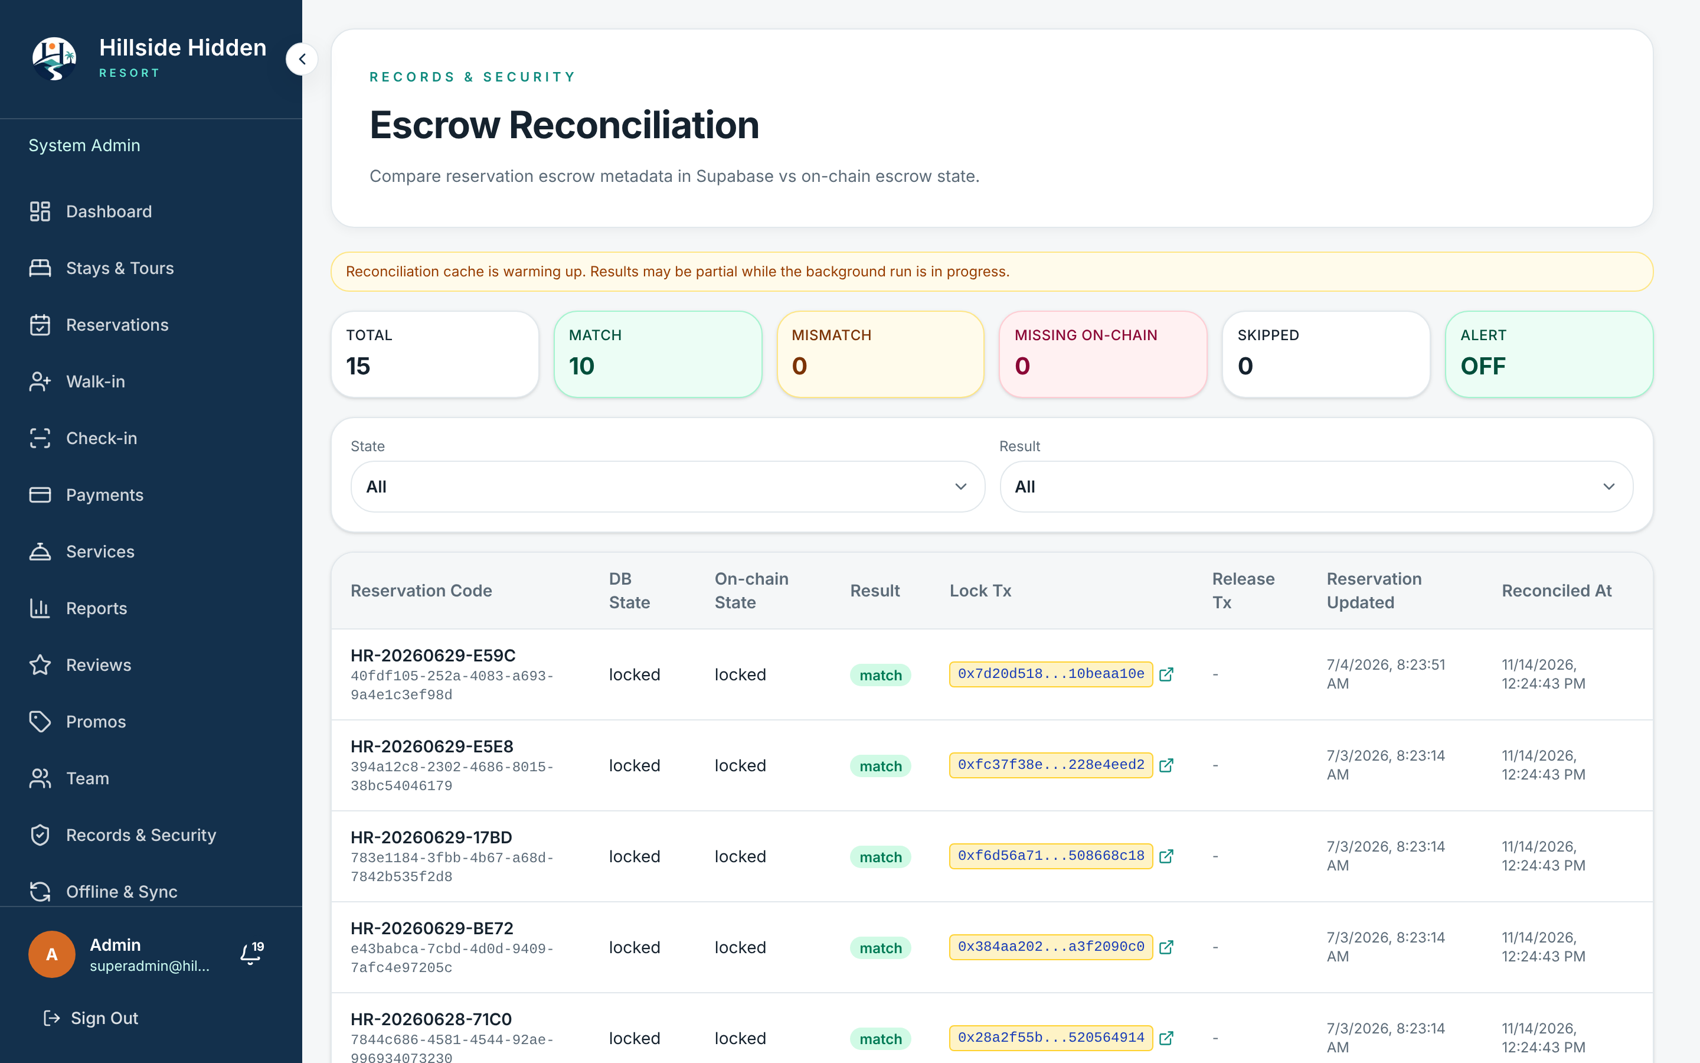 Hillside Hidden
RESORT
System Admin
Dashboard
Stays & Tours
Reservations
Walk-in
Check-in
Payments
Services
Reports
Reviews
Promos
Team
Records & Security
Offline & Sync
A
Admin
superadmin@hil...
19
Sign Out
RECORDS & SECURITY
Escrow Reconciliation
Compare reservation escrow metadata in Supabase vs on-chain escrow state.
Reconciliation cache is warming up. Results may be partial while the background run is in progress.
TOTAL
15
MATCH
10
MISMATCH
0
MISSING ON-CHAIN
0
SKIPPED
0
ALERT
OFF
State
All
Result
All
Reservation Code
DB
State
On-chain
State
Result
Lock Tx
Release
Tx
Reservation
Updated
Reconciled At
HR-20260629-E59C
40fdf105-252a-4083-a693-
9a4e1c3ef98d
locked
locked
match
0x7d20d518...10beaa10e
-
7/4/2026, 8:23:51
AM
11/14/2026,
12:24:43 PM
HR-20260629-E5E8
394a12c8-2302-4686-8015-
38bc54046179
locked
locked
match
0xfc37f38e...228e4eed2
-
7/3/2026, 8:23:14
AM
11/14/2026,
12:24:43 PM
HR-20260629-17BD
783e1184-3fbb-4b67-a68d-
7842b535f2d8
locked
locked
match
0xf6d56a71...508668c18
-
7/3/2026, 8:23:14
AM
11/14/2026,
12:24:43 PM
HR-20260629-BE72
e43babca-7cbd-4d0d-9409-
7afc4e97205c
locked
locked
match
0x384aa202...a3f2090c0
-
7/3/2026, 8:23:14
AM
11/14/2026,
12:24:43 PM
HR-20260628-71C0
7844c686-4581-4544-92ae-
996934073230
locked
locked
match
0x28a2f55b...520564914
7/3/2026, 8:23:14
AM
11/14/2026,
12:24:43 PM